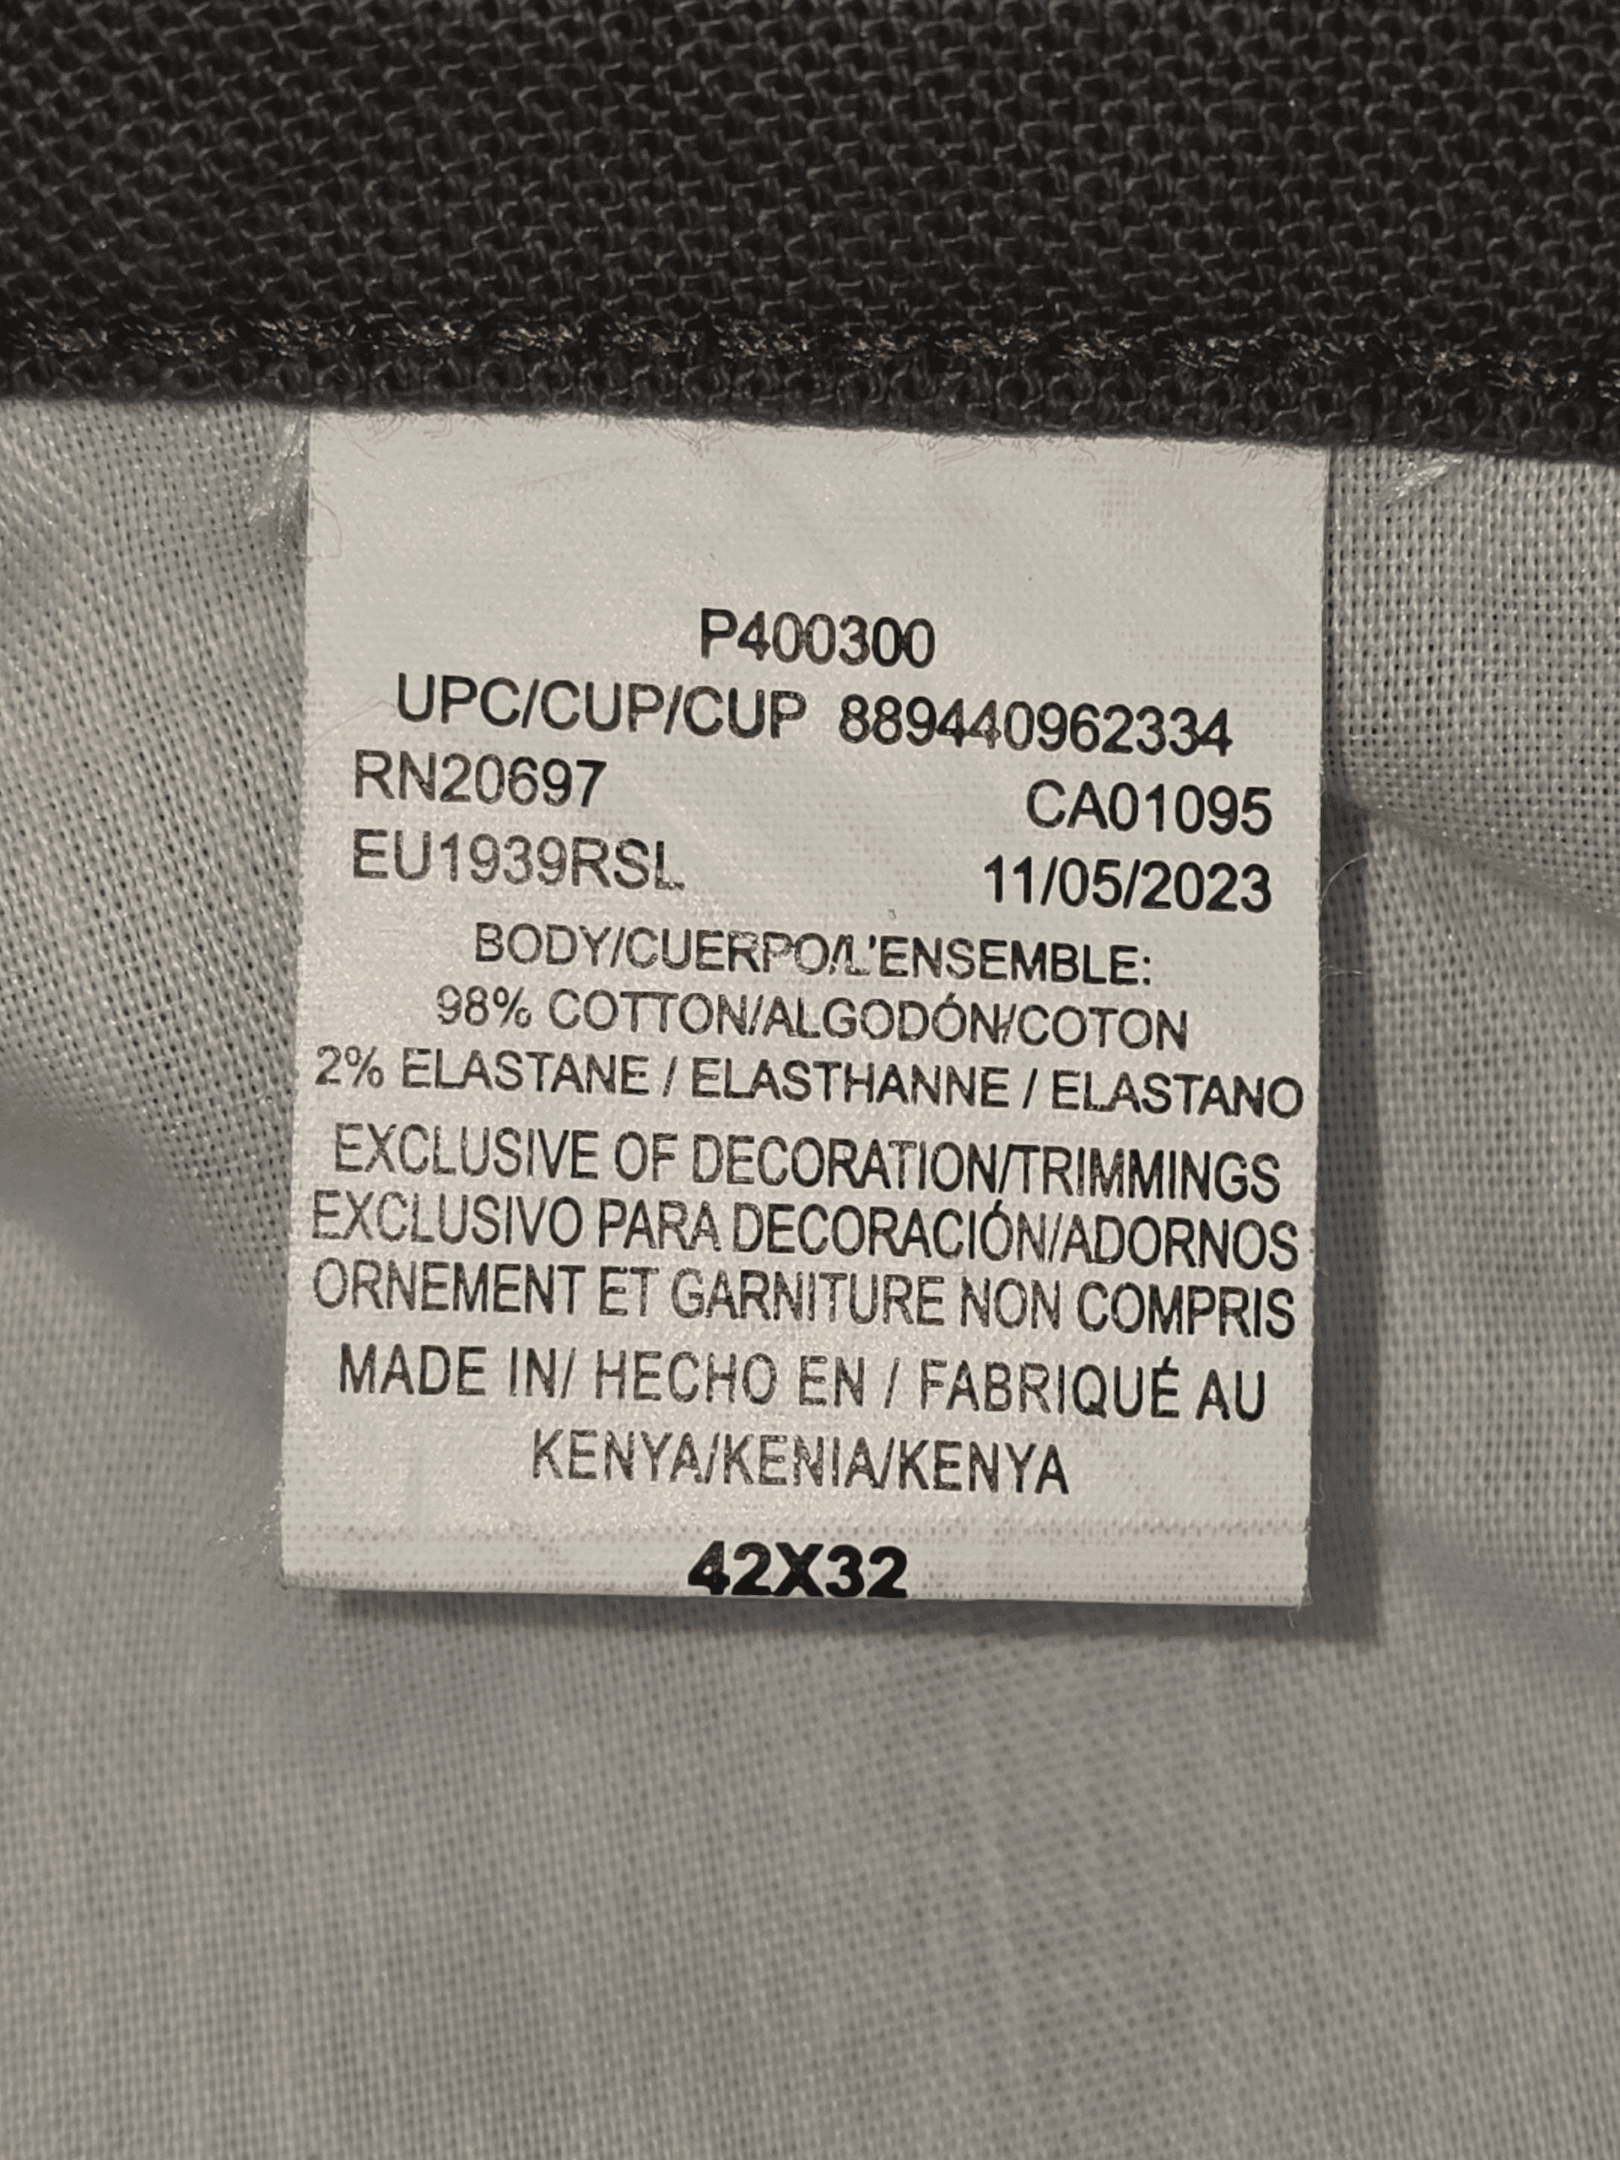 P400300
UPC/CUP/CUP 889440962334
RN20697 CA01095
EU1939RSL 11/05/2023
BODY/CUERPO/L'ENSEMBLE:
98% COTTON/ALGODÓN/COTON
2% ELASTANE / ELASTHANNE / ELASTANO
EXCLUSIVE OF DECORATION/TRIMMINGS
EXCLUSIVO PARA DECORACIÓN/ADORNOS
ORNEMENT ET GARNITURE NON COMPRIS
MADE IN/ HECHO EN / FABRIQUÉ AU
KENYA/KENIA/KENYA
42X32